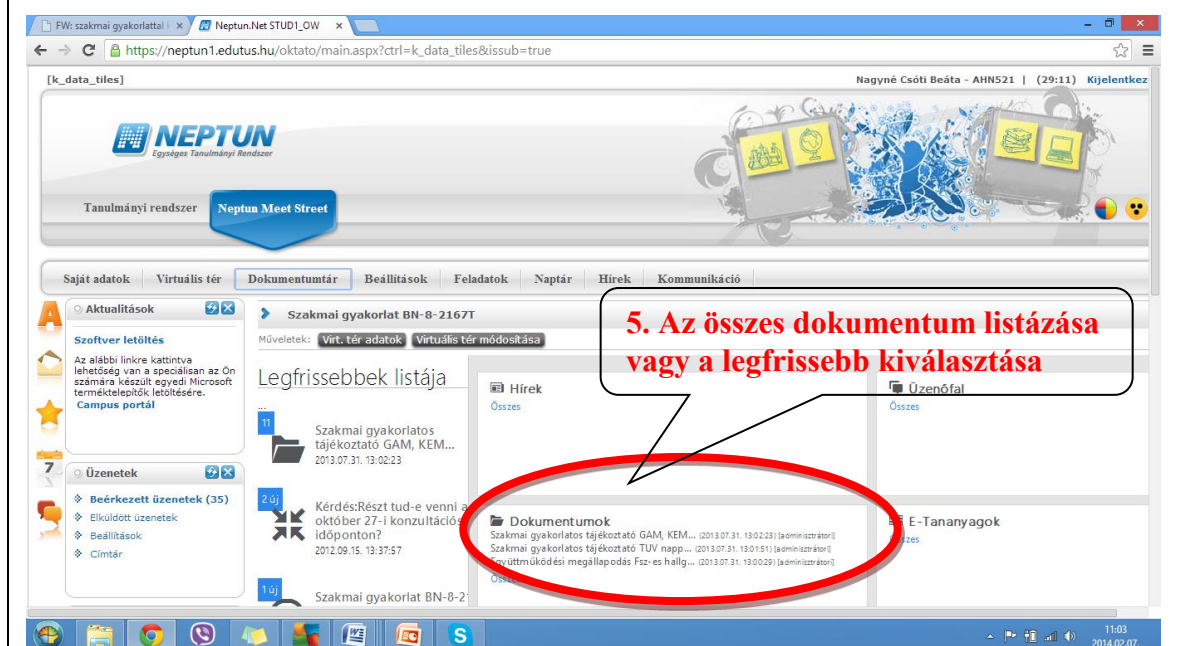 FW: szakmai gyakorlattal
Neptun.Net STUD1_OW
https://neptun1.edutus.hu/oktato/main.aspx?ctrl=k_data_tiles&issub=true
[k_data_tiles]
Nagyné Csóti Beáta - AHN521 | (29:11) Kijelentkez
NEPTUN
Egységes Tanulmányi Rendszer
Tanulmányi rendszer
Neptun Meet Street
Saját adatok Virtuális tér Dokumentumtár Beállítások Feladatok Naptár Hírek Kommunikáció
Aktualitások
Szoftver letöltés
Az alábbi linkre kattintva
lehetőség van a speciálisan az Ön
számára készült egyedi Microsoft
terméktelepítők letöltésére.
Campus portál
7
Üzenetek
Beérkezett üzenetek (35)
Elküldött üzenetek
Beállítások
Címtár
Szakmai gyakorlat BN-8-2167T
Műveletek: Virt. tér adatok Virtuális tér módosítása
Legfrissebbek listája
...
11
Szakmai gyakorlatos
tájékoztató GAM, KEM...
2013.07.31. 13:02:23
2 új
Kérdés:Részt tud-e venni a
október 27-i konzultációs
időponton?
2012.09.15. 13:37:57
1 új
Szakmai gyakorlat BN-8-2
5. Az összes dokumentum listázása
vagy a legfrissebb kiválasztása
Hírek
Összes
Üzenőfal
Összes
Dokumentumok
Szakmai gyakorlatos tájékoztató GAM, KEM... (2013.07.31. 13:02:23) [adminisztrátori]
Szakmai gyakorlatos tájékoztató TUV napp... (2013.07.31. 13:01:51) [adminisztrátori]
Együttműködési megállapodás Fsz-es hallg... (2013.07.31. 13:00:29) [adminisztrátori]
Összes
E-Tananyagok
Összes
11:03
2014.02.07.